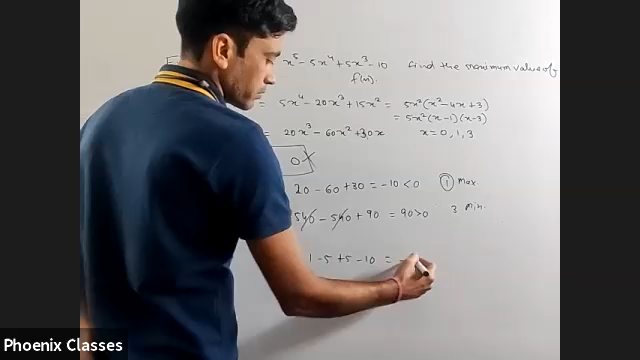 x⁵ - 5x⁴ + 5x³ - 10 find the maximum value of
f(x).
= 5x⁴ - 20x³ + 15x² = 5x²(x² - 4x + 3)
= 5x²(x - 1)(x - 3)
= 20x³ - 60x² + 30x x = 0, 1, 3
0 ×
20 - 60 + 30 = -10 < 0 1 max.
540 - 540 + 90 = 90 > 0 3 min.
1 - 5 + 5 - 10 = -
Phoenix Classes